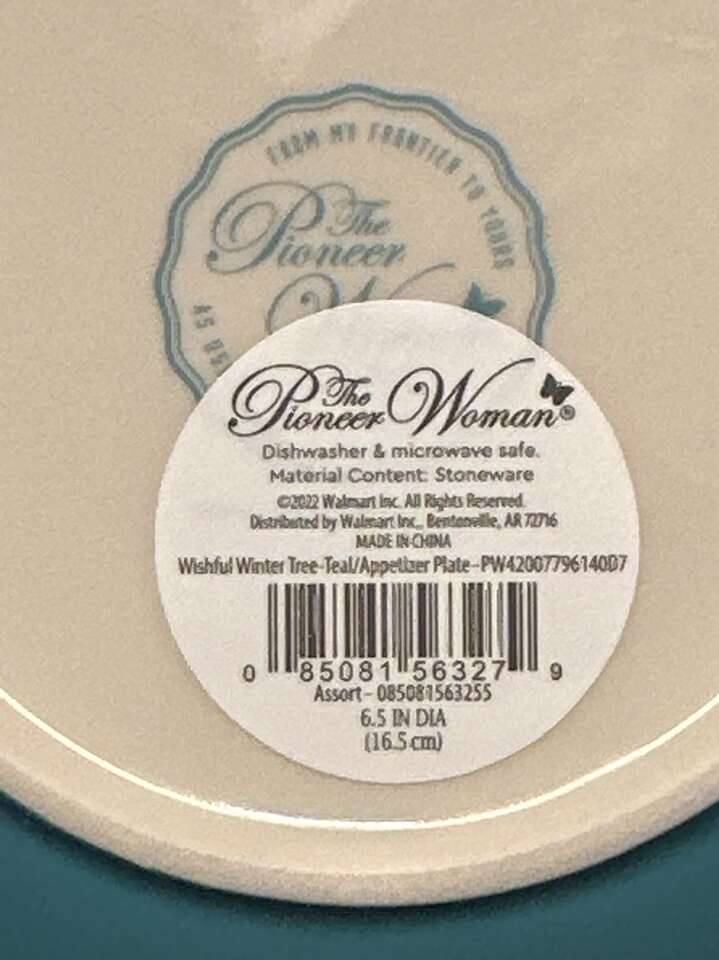 FROM MY FRONTIER TO YOURS
The
Pioneer
The
Pioneer Woman®
Dishwasher & microwave safe.
Material Content: Stoneware
©2022 Walmart Inc. All Rights Reserved.
Distributed by Walmart Inc., Bentonville, AR 72716
MADE IN CHINA
Wishful Winter Tree-Teal/Appetizer Plate-PW42007796140D7
0 85081 56327 9
Assort - 085081563255
6.5 IN DIA
(16.5 cm)